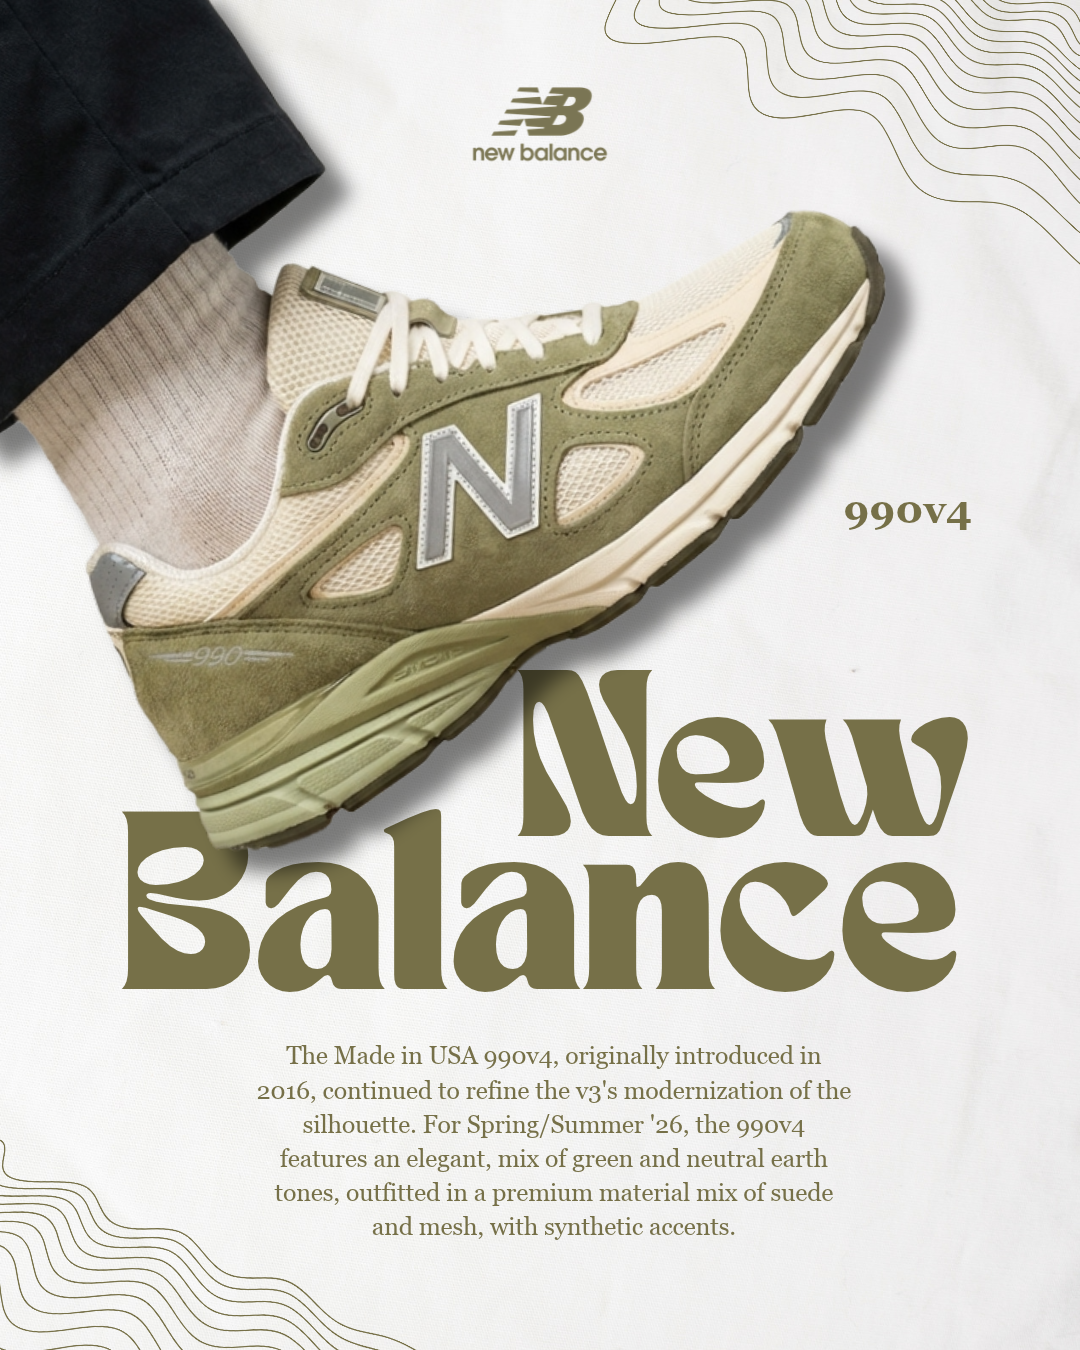 new balance
N
990
990v4
New
Balance
The Made in USA 990v4, originally introduced in
2016, continued to refine the v3's modernization of the
silhouette. For Spring/Summer '26, the 990v4
features an elegant, mix of green and neutral earth
tones, outfitted in a premium material mix of suede
and mesh, with synthetic accents.